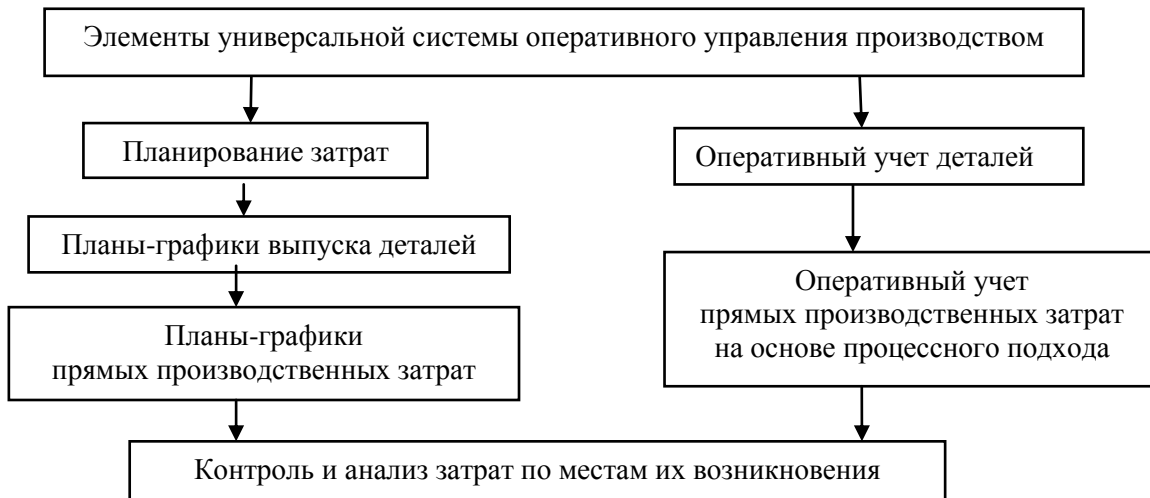 Элементы универсальной системы оперативного управления производством
Планирование затрат
Оперативный учет деталей
Планы-графики выпуска деталей
Оперативный учет
прямых производственных затрат
на основе процессного подхода
Планы-графики
прямых производственных затрат
Контроль и анализ затрат по местам их возникновения